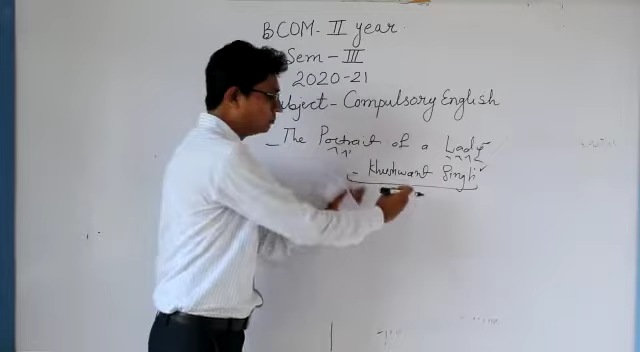 BCOM - II year.
Sem - III
2020-21
Subject - Compulsory English
- The Portrait of a Lady
- Khushwant Singh